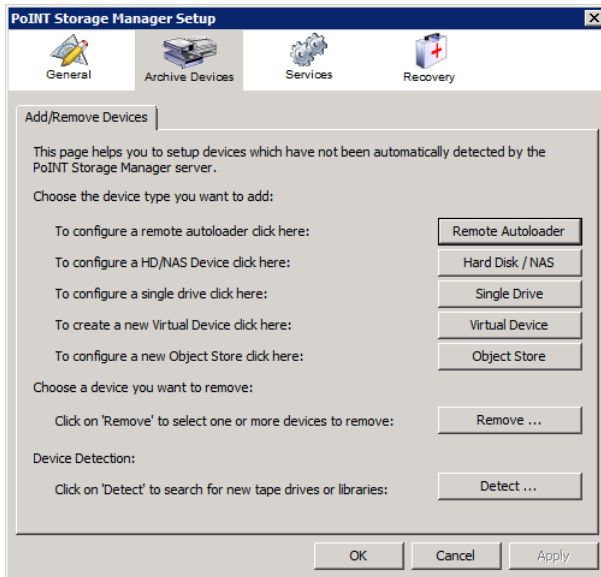 PoINT Storage Manager Setup
General
Archive Devices
Services
Recovery
Add/Remove Devices
This page helps you to setup devices which have not been automatically detected by the
PoINT Storage Manager server.
Choose the device type you want to add:
To configure a remote autoloader click here:
Remote Autoloader
To configure a HD/NAS Device click here:
Hard Disk / NAS
To configure a single drive click here:
Single Drive
To create a new Virtual Device click here:
Virtual Device
To configure a new Object Store click here:
Object Store
Choose a device you want to remove:
Click on 'Remove' to select one or more devices to remove:
Remove ...
Device Detection:
Click on 'Detect' to search for new tape drives or libraries:
Detect ...
OK
Cancel
Apply